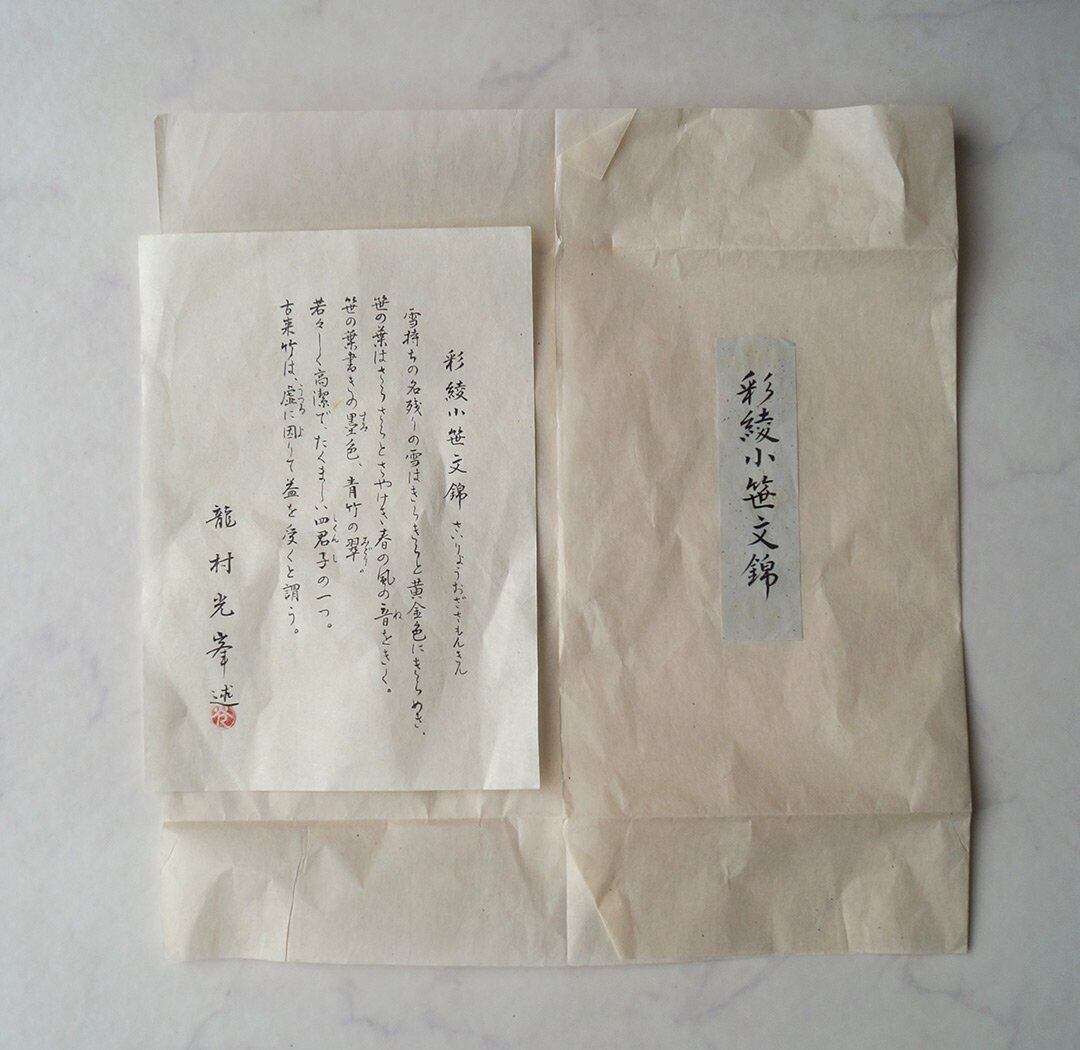 彩綾小笹文錦
彩綾小笹文錦 さいりょうおざさもんきん
雪持ちの名残りの雪はきらきらと黄金色にきらめき、
笹の葉はさらさらとさやけき春の風の音をきく。
笹の葉書きの墨色、青竹の翠。
若々しく高潔で、たくましい四君子の一つ。
古来竹は、虚に因りて益を受くと謂う。
龍村光峯述